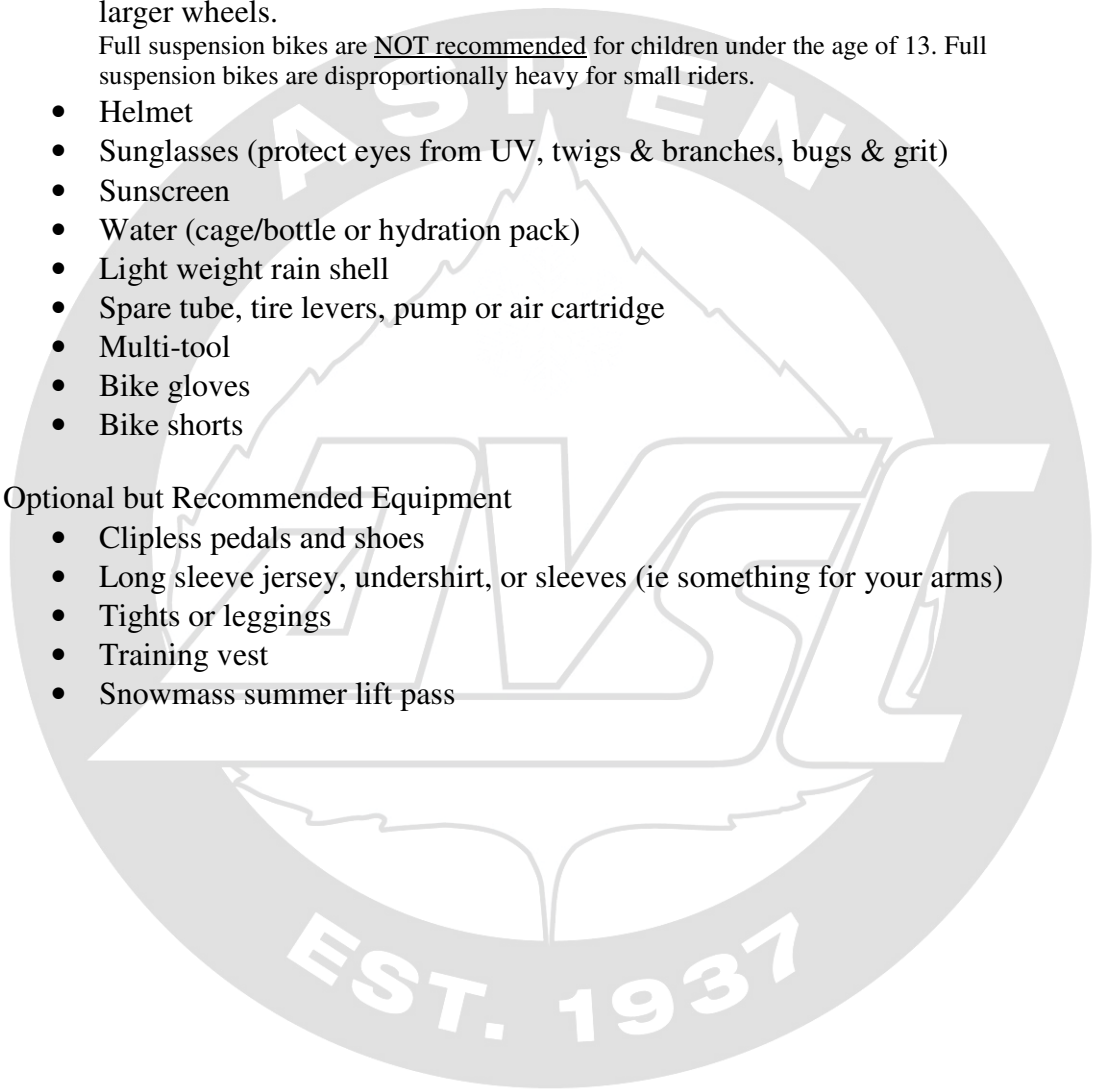 larger wheels.
Full suspension bikes are NOT recommended for children under the age of 13. Full
suspension bikes are disproportionally heavy for small riders.
• Helmet
• Sunglasses (protect eyes from UV, twigs & branches, bugs & grit)
• Sunscreen
• Water (cage/bottle or hydration pack)
• Light weight rain shell
• Spare tube, tire levers, pump or air cartridge
• Multi-tool
• Bike gloves
• Bike shorts
Optional but Recommended Equipment
• Clipless pedals and shoes
• Long sleeve jersey, undershirt, or sleeves (ie something for your arms)
• Tights or leggings
• Training vest
• Snowmass summer lift pass
ASPEN
AVSC
EST. 1937